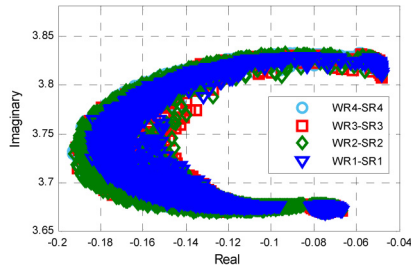 3.85
3.8
3.75
3.7
3.65
Imaginary
WR4-SR4
WR3-SR3
WR2-SR2
WR1-SR1
-0.2 -0.18 -0.16 -0.14 -0.12 -0.1 -0.08 -0.06 -0.04
Real